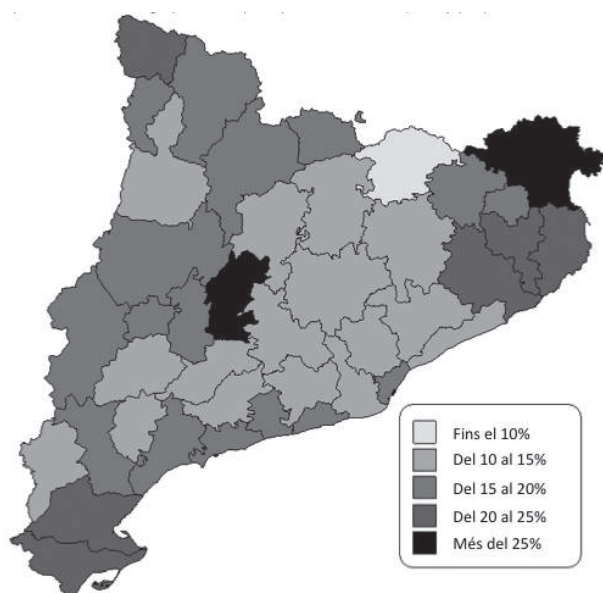 Fins el 10%
Del 10 al 15%
Del 15 al 20%
Del 20 al 25%
Més del 25%